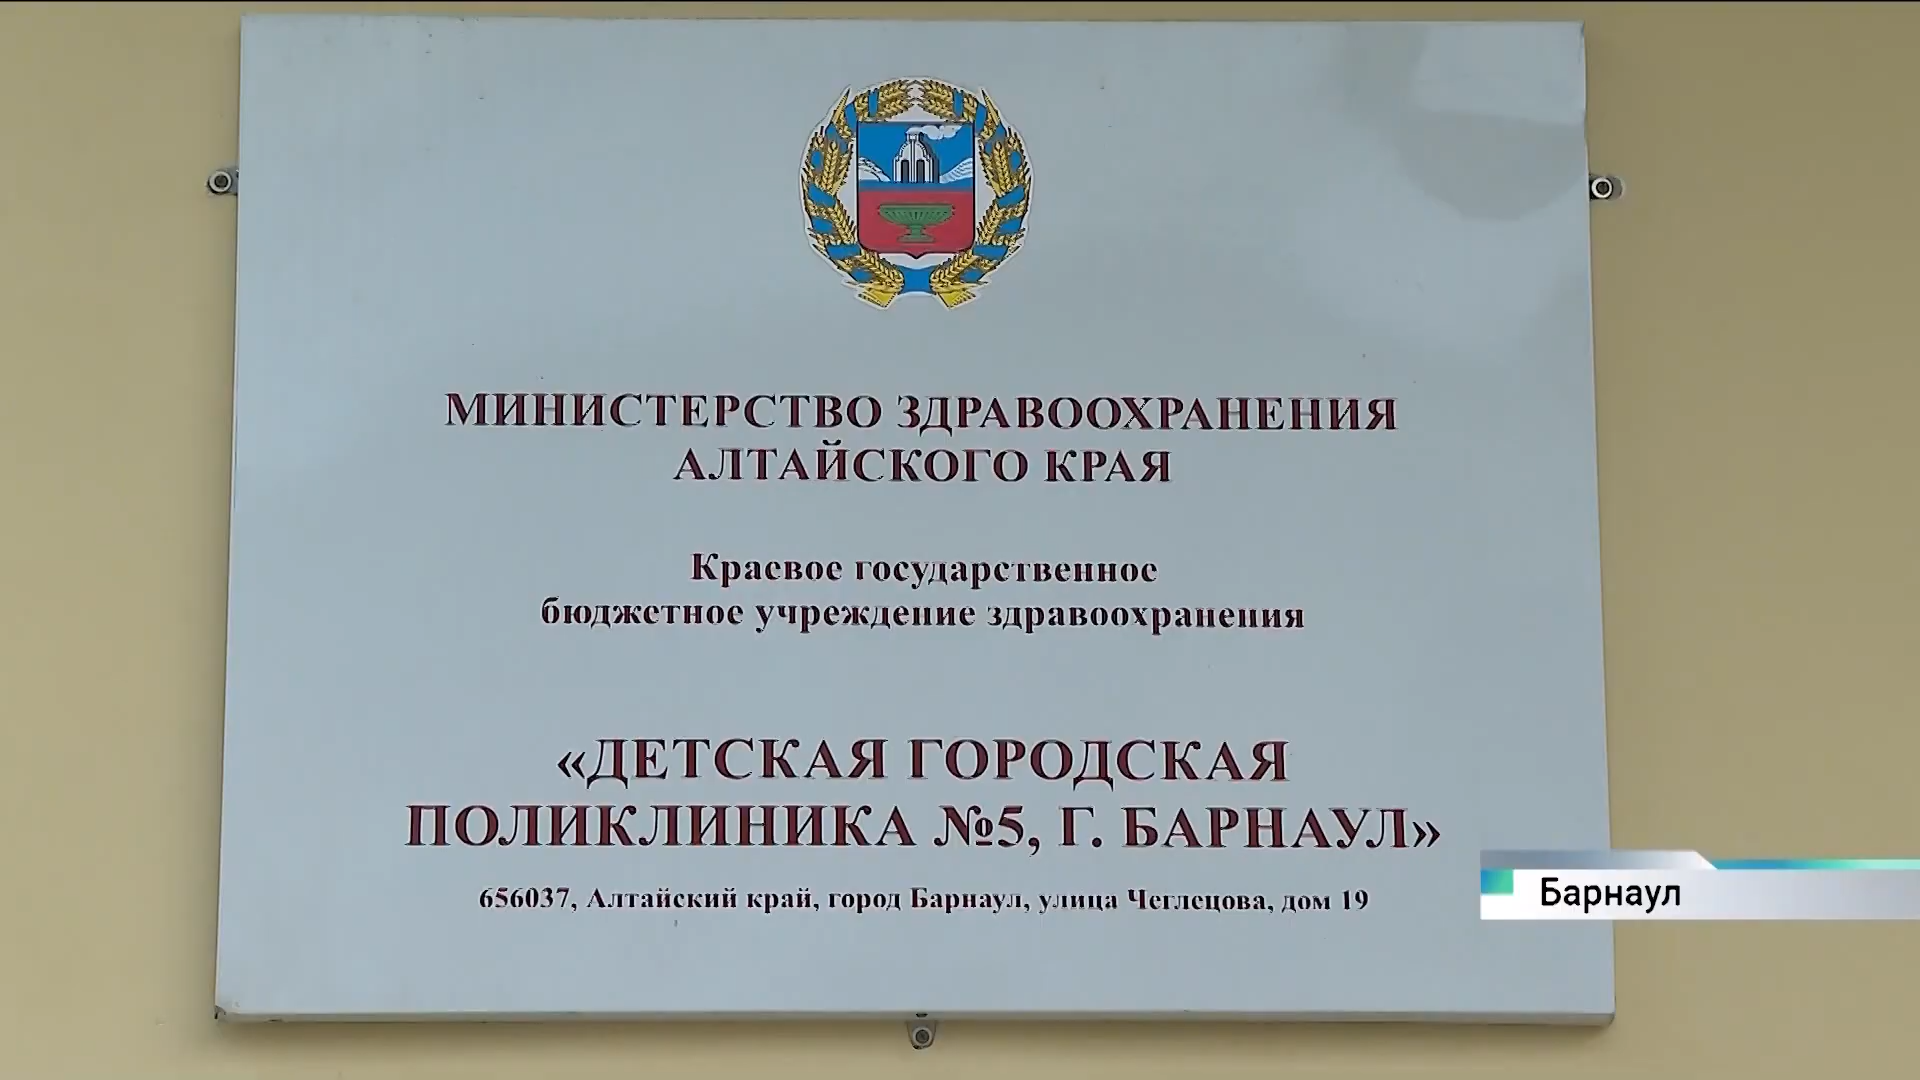 МИНИСТЕРСТВО ЗДРАВООХРАНЕНИЯ
АЛТАЙСКОГО КРАЯ
Краевое государственное
бюджетное учреждение здравоохранения
«ДЕТСКАЯ ГОРОДСКАЯ
ПОЛИКЛИНИКА №5, Г. БАРНАУЛ»
656037, Алтайский край, город Барнаул, улица Чеглецова, дом 19
Барнаул